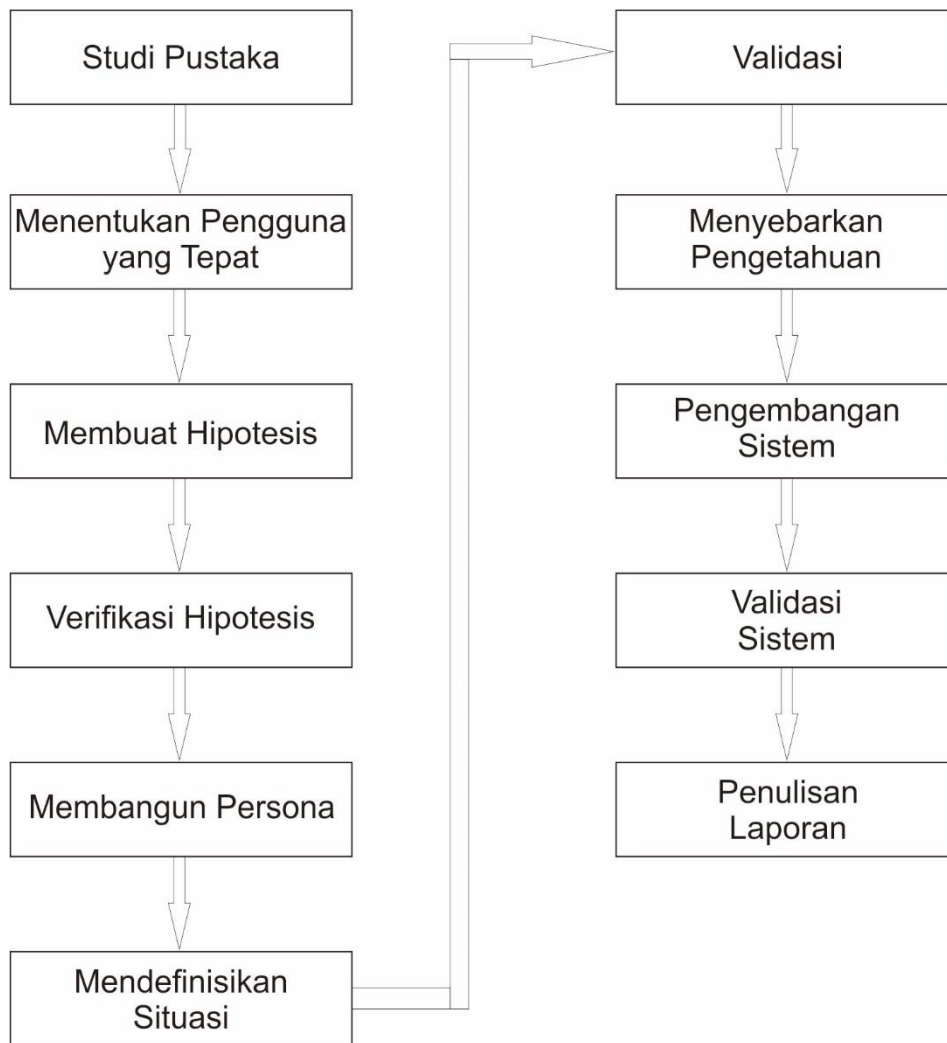 Studi Pustaka
Menentukan Pengguna
yang Tepat
Membuat Hipotesis
Verifikasi Hipotesis
Membangun Persona
Mendefinisikan
Situasi
Validasi
Menyebarkan
Pengetahuan
Pengembangan
Sistem
Validasi
Sistem
Penulisan
Laporan